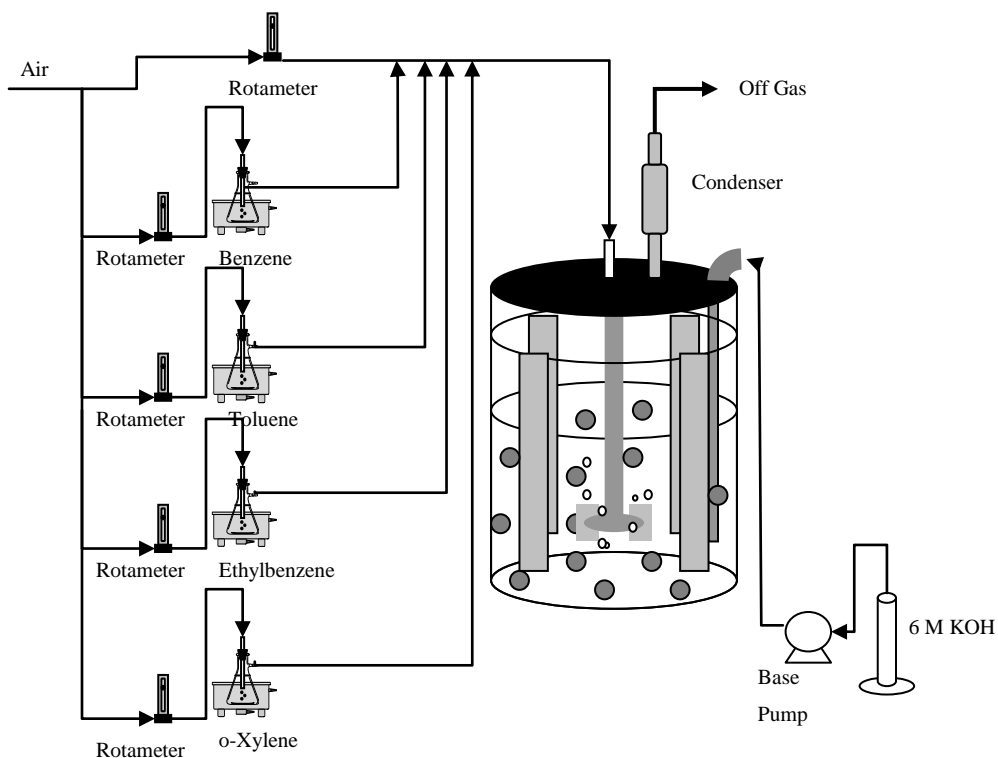 Air
Rotameter
Off Gas
Condenser
Rotameter
Benzene
Rotameter
Toluene
Rotameter
Ethylbenzene
6 M KOH
Base
Pump
Rotameter
o-Xylene